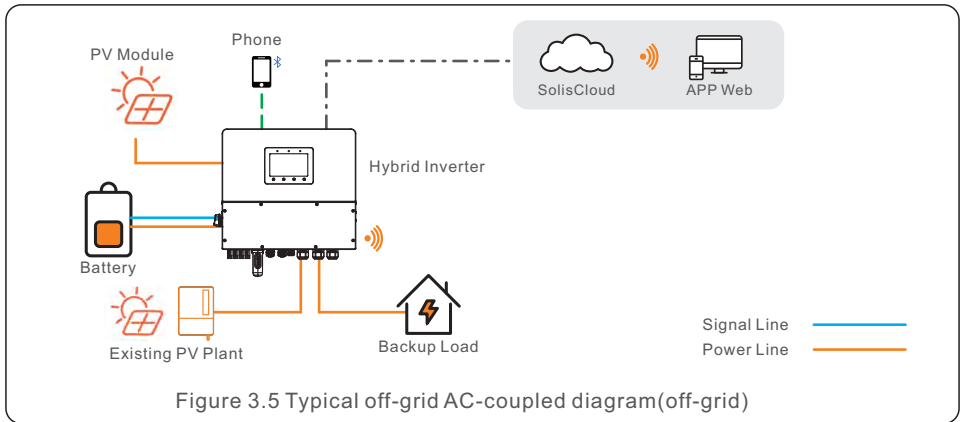 Phone
PV Module
SolisCloud
APP Web
Hybrid Inverter
Battery
Existing PV Plant
Backup Load
Signal Line
Power Line
Figure 3.5 Typical off-grid AC-coupled diagram(off-grid)